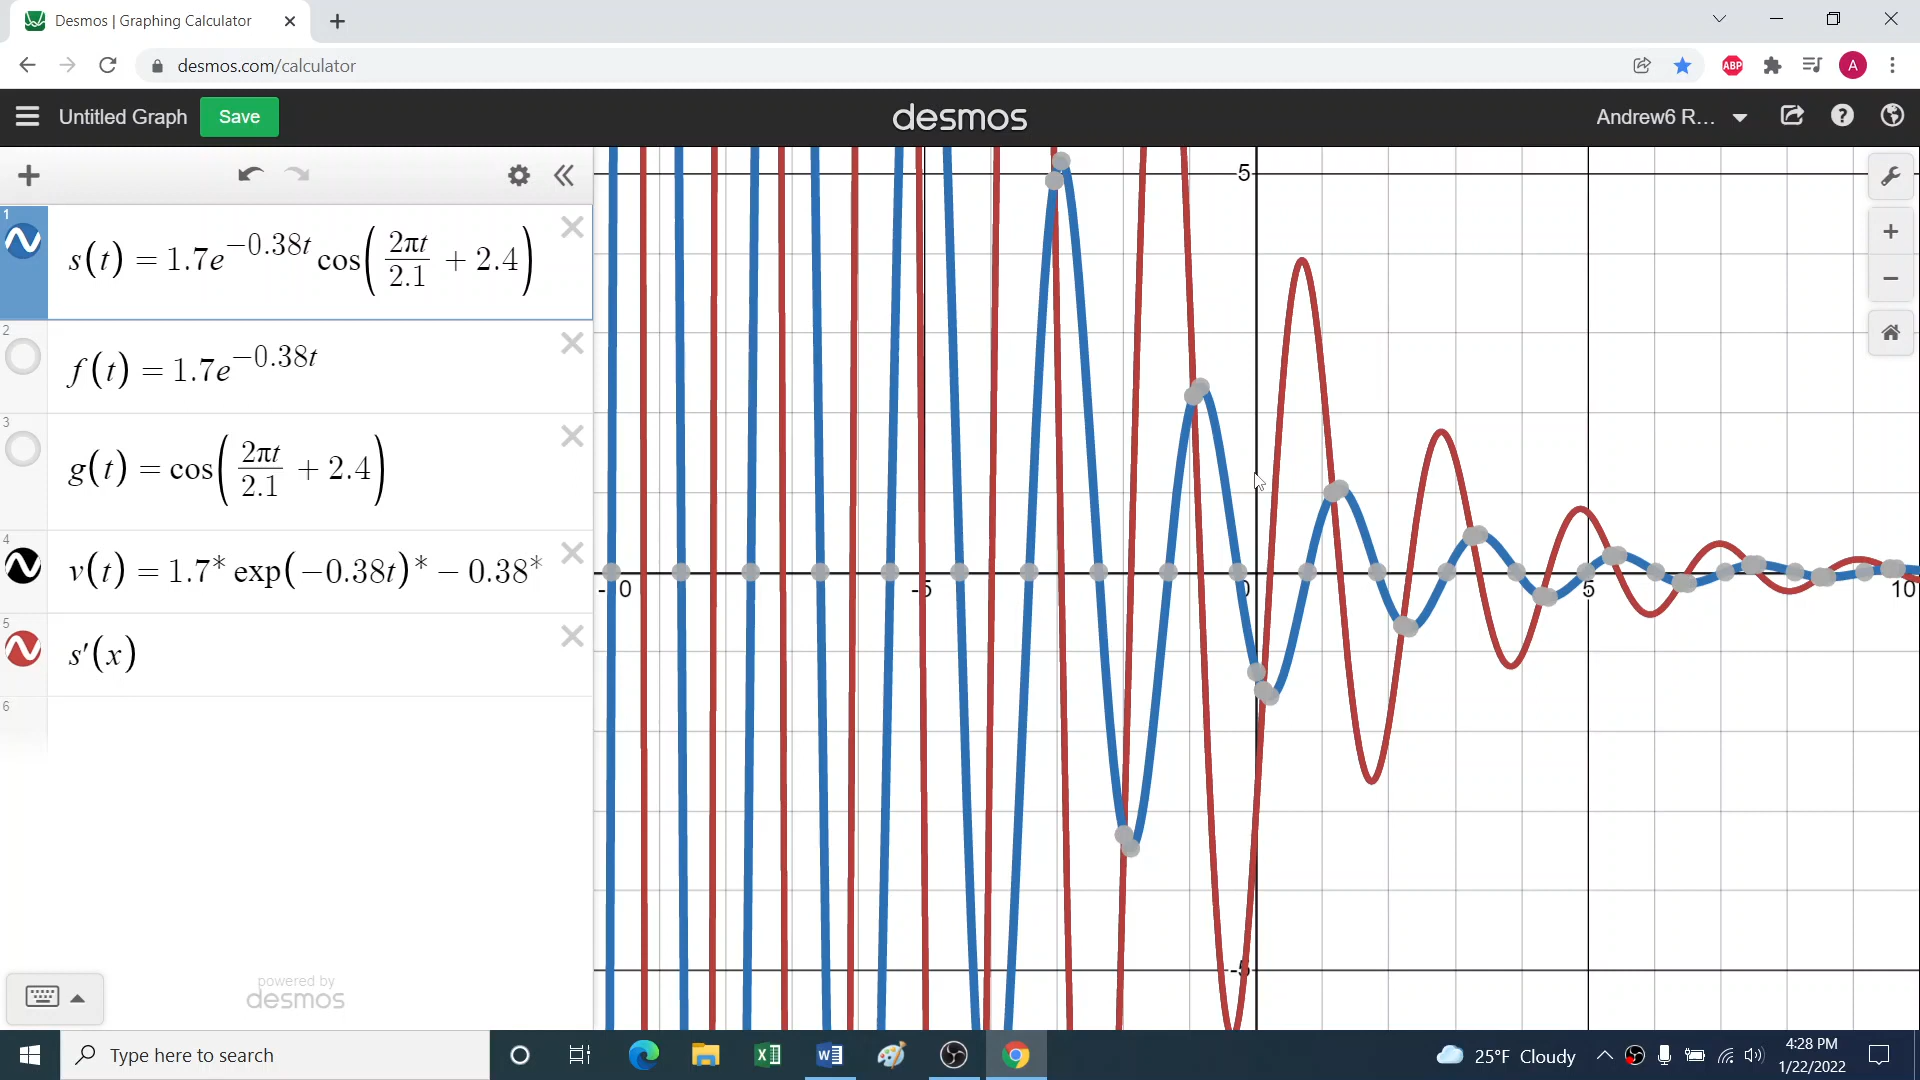 Desmos | Graphing Calculator
desmos.com/calculator
ABP
A
Untitled Graph
Save
desmos
Andrew6 R...
1
s(t) = 1.7e^{-0.38t} cos(2πt/2.1 + 2.4)
2
f(t) = 1.7e^{-0.38t}
3
g(t) = cos(2πt/2.1 + 2.4)
4
v(t) = 1.7* exp(-0.38t)* - 0.38*
5
s′(x)
6
5
-5
0
5
10
-5
powered by
desmos
Type here to search
25°F Cloudy
4:28 PM
1/22/2022